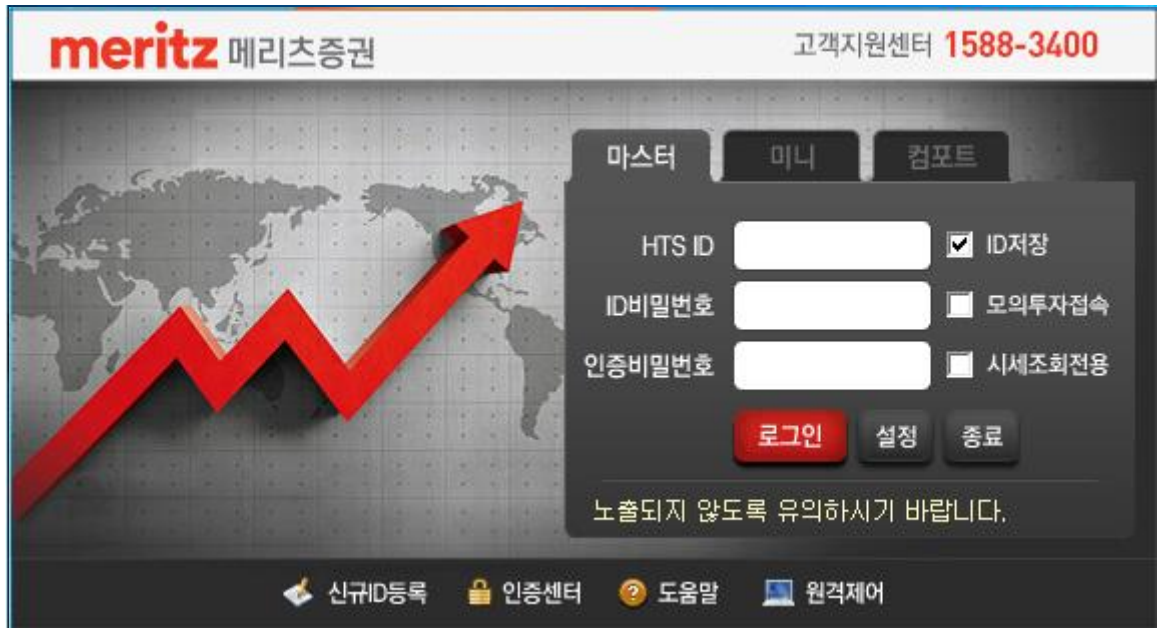 meritz 메리츠증권
고객지원센터 1588-3400
마스터 미니 컴포트
HTS ID ID저장
ID비밀번호 모의투자접속
인증비밀번호 시세조회전용
로그인 설정 종료
노출되지 않도록 유의하시기 바랍니다.
신규ID등록 인증센터 도움말 원격제어